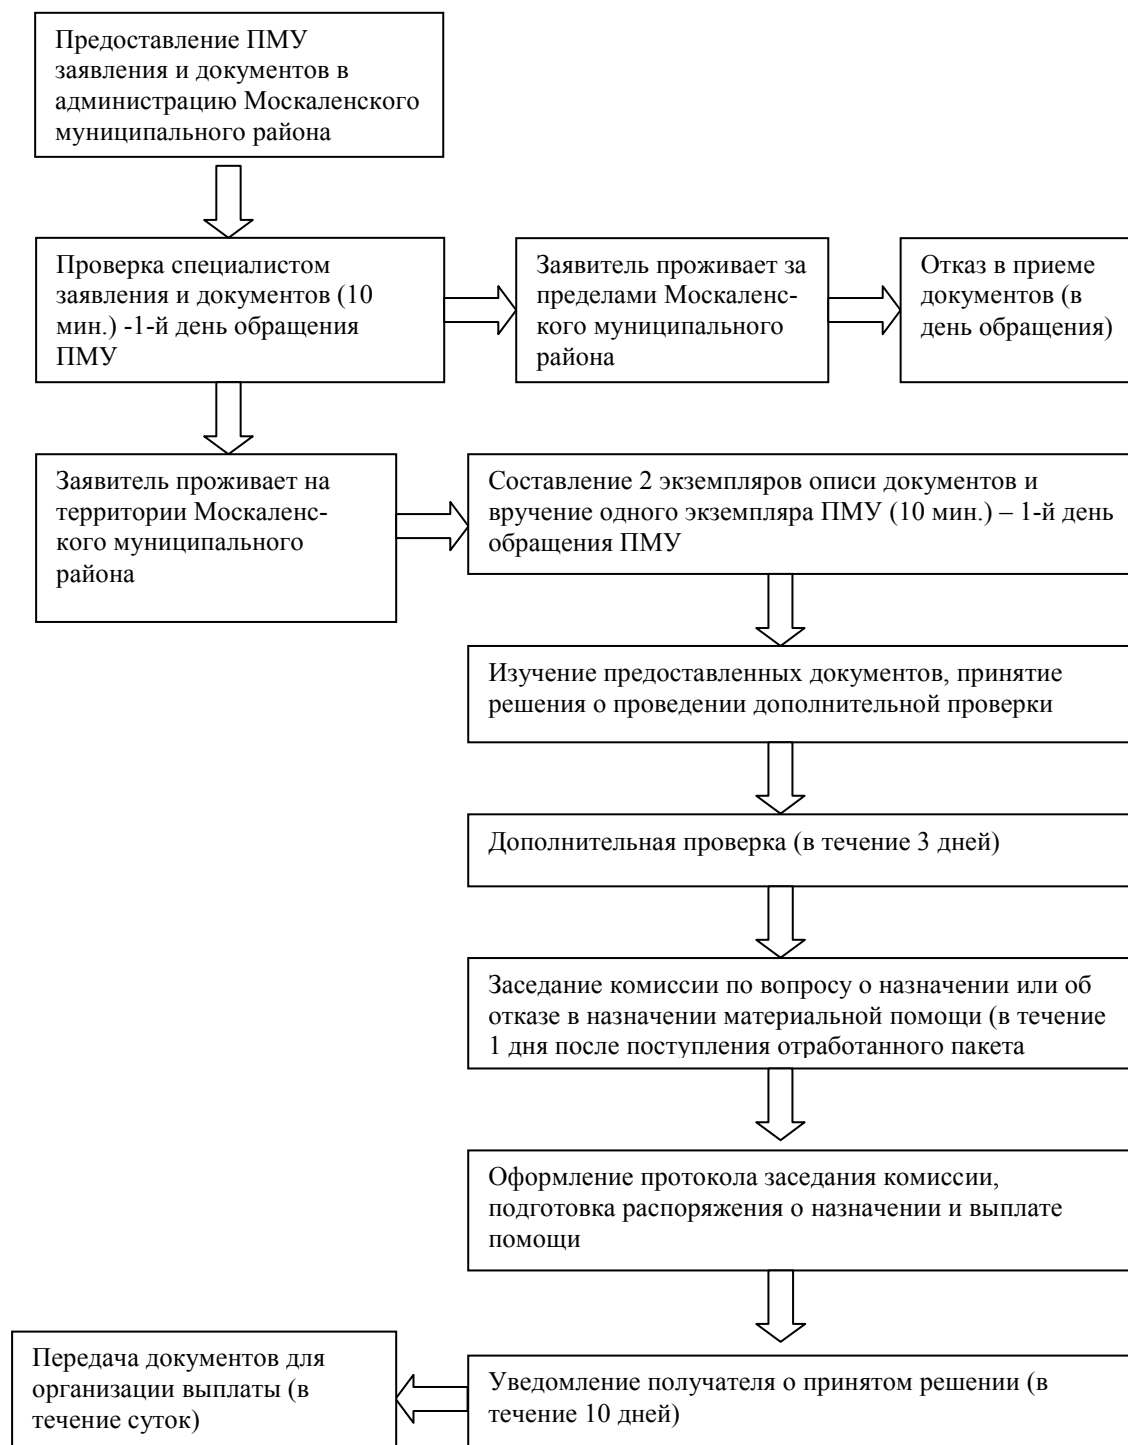 Предоставление ПМУ
заявления и документов в
администрацию Москаленского
муниципального района
Проверка специалистом
заявления и документов (10
мин.) -1-й день обращения
ПМУ
Заявитель проживает за
пределами Москаленс-
кого муниципального
района
Отказ в приеме
документов (в
день обращения)
Заявитель проживает на
территории Москаленс-
кого муниципального
района
Составление 2 экземпляров описи документов и
вручение одного экземпляра ПМУ (10 мин.) – 1-й день
обращения ПМУ
Изучение предоставленных документов, принятие
решения о проведении дополнительной проверки
Дополнительная проверка (в течение 3 дней)
Заседание комиссии по вопросу о назначении или об
отказе в назначении материальной помощи (в течение
1 дня после поступления отработанного пакета
Оформление протокола заседания комиссии,
подготовка распоряжения о назначении и выплате
помощи
Уведомление получателя о принятом решении (в
течение 10 дней)
Передача документов для
организации выплаты (в
течение суток)